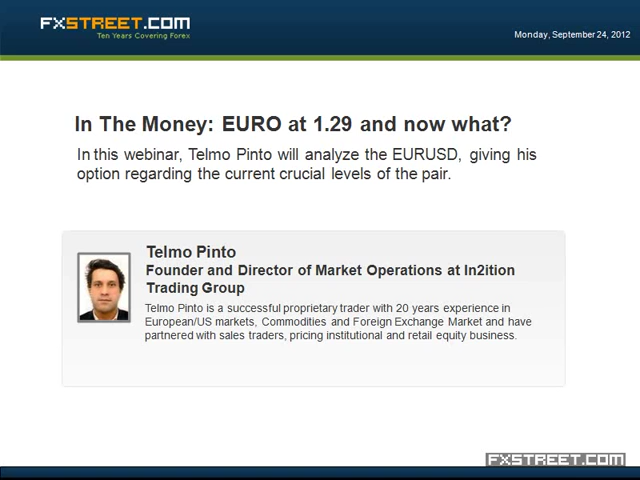 FXSTREET.COM
Ten Years Covering Forex
Monday, September 24, 2012
In The Money: EURO at 1.29 and now what?
In this webinar, Telmo Pinto will analyze the EURUSD, giving his
option regarding the current crucial levels of the pair.
Telmo Pinto
Founder and Director of Market Operations at In2ition
Trading Group
Telmo Pinto is a successful proprietary trader with 20 years experience in
European/US markets, Commodities and Foreign Exchange Market and have
partnered with sales traders, pricing institutional and retail equity business.
FXSTREET.COM